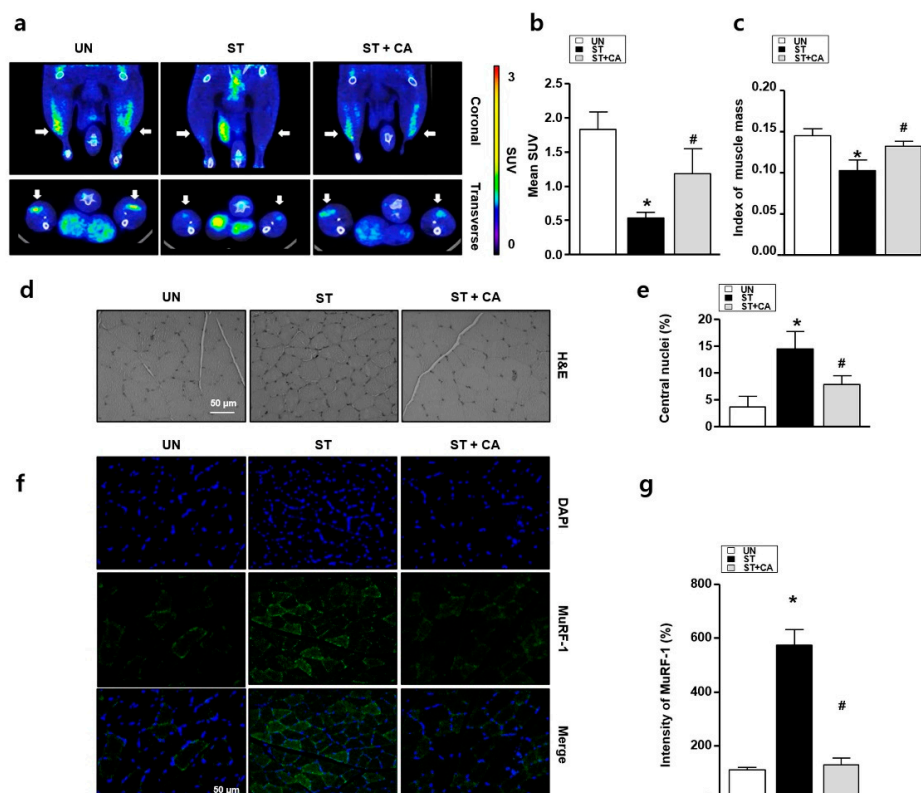 a
UN
ST
ST + CA
Coronal
Transverse
3
SUV
0
b
UN
ST
ST+CA
Mean SUV
2.5
2.0
1.5
1.0
0.5
0.0
*
#
c
UN
ST
ST+CA
Index of muscle mass
0.20
0.15
0.10
0.05
0.00
*
#
d
UN
ST
ST + CA
H&E
50 µm
e
UN
ST
ST+CA
Central nuclei (%)
20
15
10
5
0
*
#
f
UN
ST
ST + CA
DAPI
MuRF-1
Merge
50 µm
g
UN
ST
ST+CA
Intensity of MuRF-1 (%)
800
600
400
200
*
#